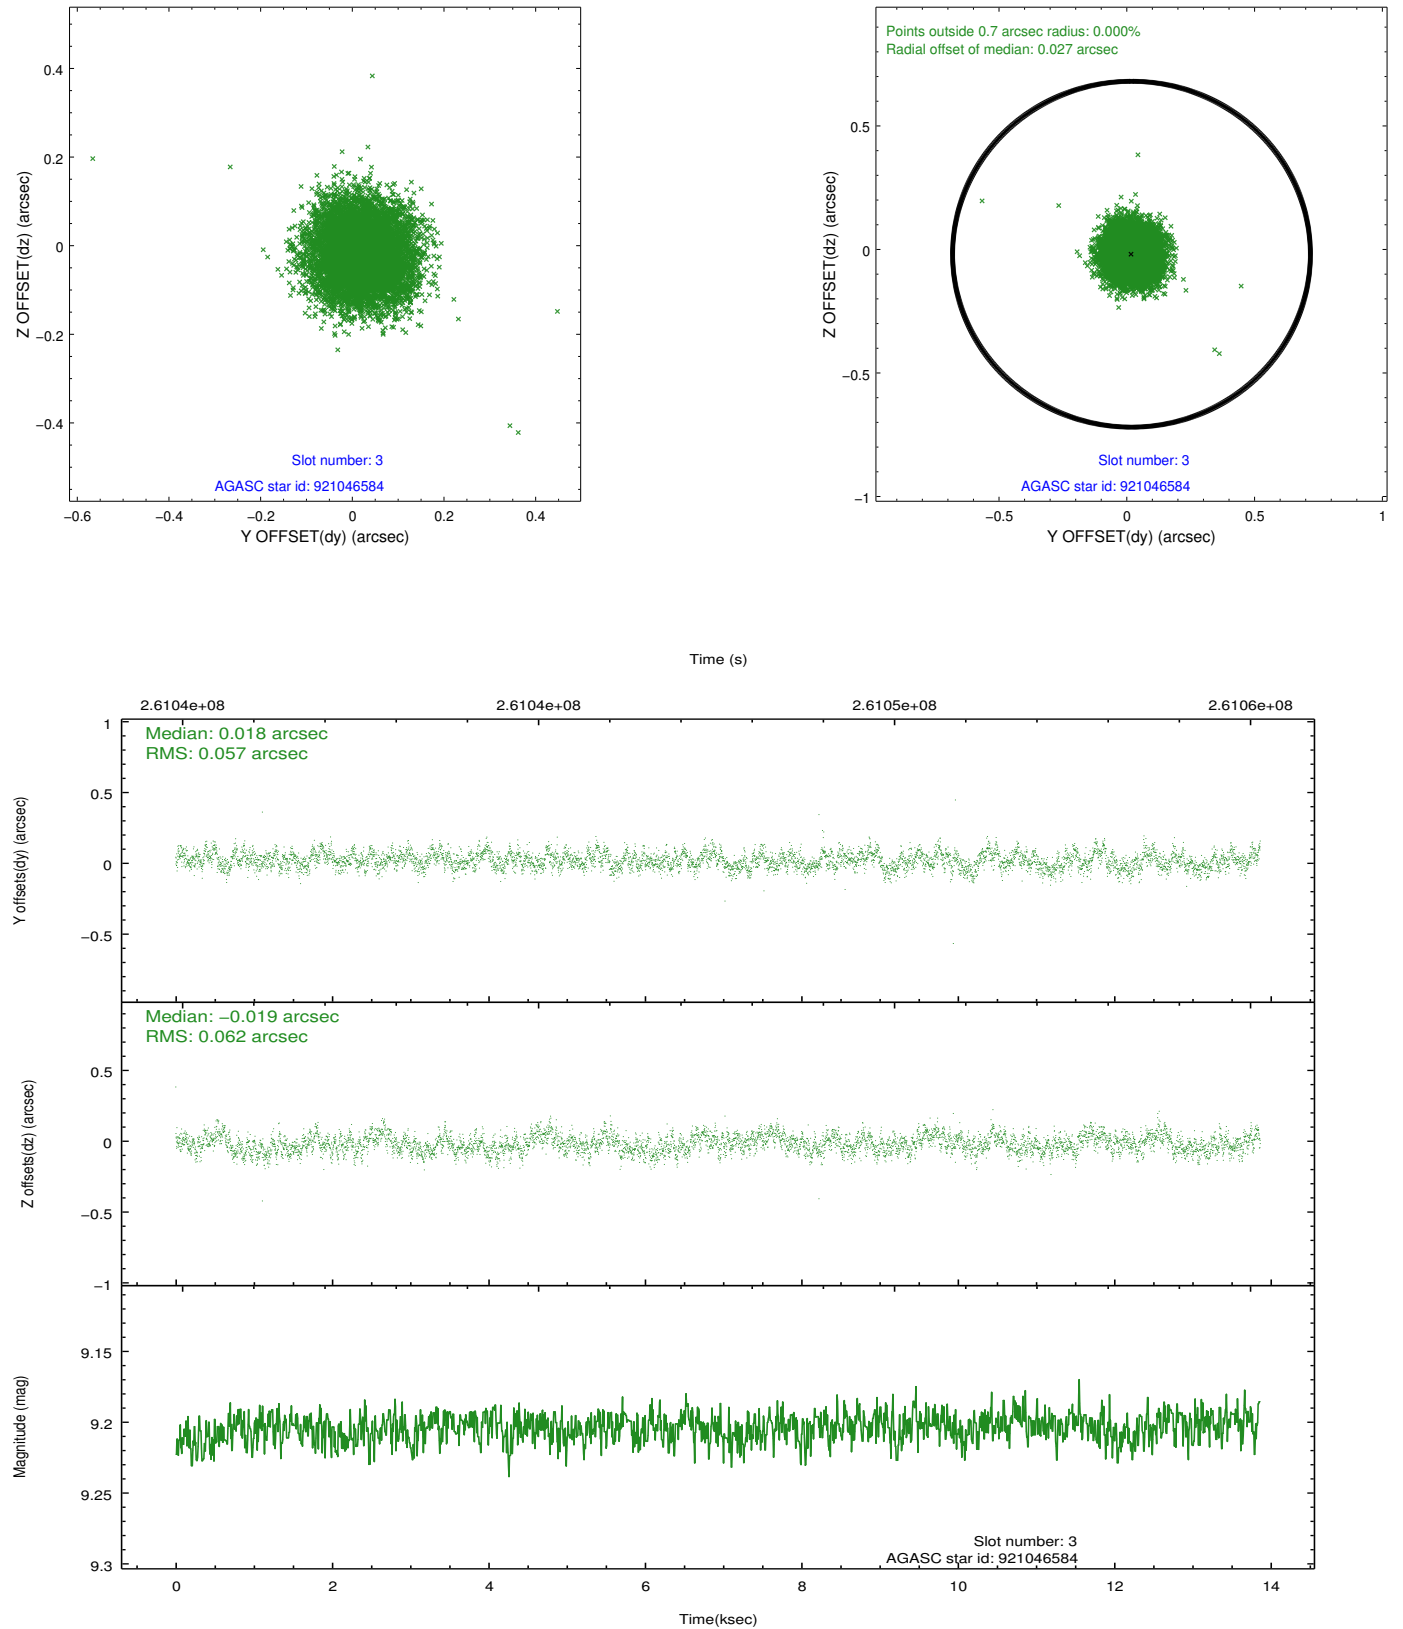 0.4
0.2
0
−0.2
−0.4
Z OFFSET(dz) (arcsec)
Slot number: 3
AGASC star id: 921046584
−0.6 −0.4 −0.2 0 0.2 0.4
Y OFFSET(dy) (arcsec)
Points outside 0.7 arcsec radius: 0.000%
Radial offset of median: 0.027 arcsec
0.5
0
−0.5
−1
Z OFFSET(dz) (arcsec)
Slot number: 3
AGASC star id: 921046584
−0.5 0 0.5 1
Y OFFSET(dy) (arcsec)
Time (s)
2.6104e+08 2.6104e+08 2.6105e+08 2.6106e+08
Median: 0.018 arcsec
RMS: 0.057 arcsec
1
0.5
0
−0.5
Y offsets(dy) (arcsec)
Median: −0.019 arcsec
RMS: 0.062 arcsec
0.5
0
−0.5
−1
Z offsets(dz) (arcsec)
9.15
9.2
9.25
9.3
Magnitude (mag)
Slot number: 3
AGASC star id: 921046584
0 2 4 6 8 10 12 14
Time(ksec)